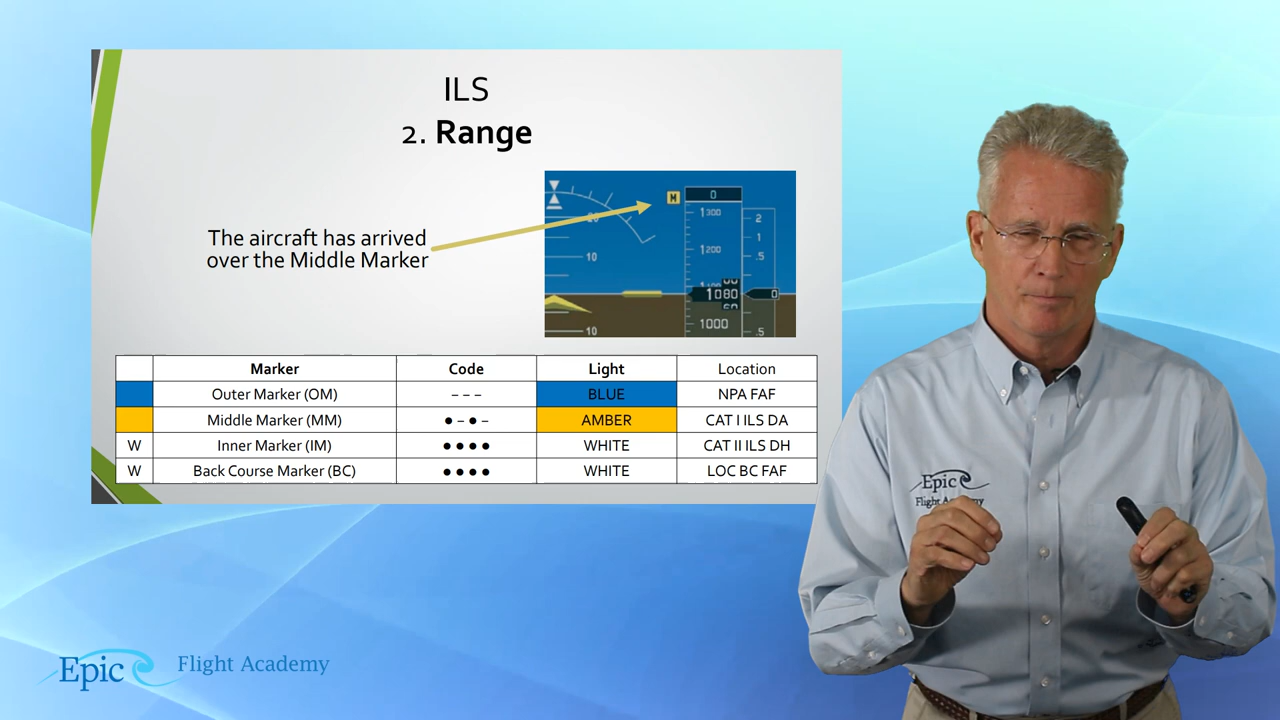 ILS
2. Range
The aircraft has arrived
over the Middle Marker
M
0
1300
2
20
1
10
1200
.5
1080
0
10
1000
.5
Marker Code Light Location
Outer Marker (OM) – – – BLUE NPA FAF
Middle Marker (MM) ● – ● – AMBER CAT I ILS DA
W Inner Marker (IM) ● ● ● ● WHITE CAT II ILS DH
W Back Course Marker (BC) ● ● ● ● WHITE LOC BC FAF
Epic
Flight Academy
Epic Flight Academy